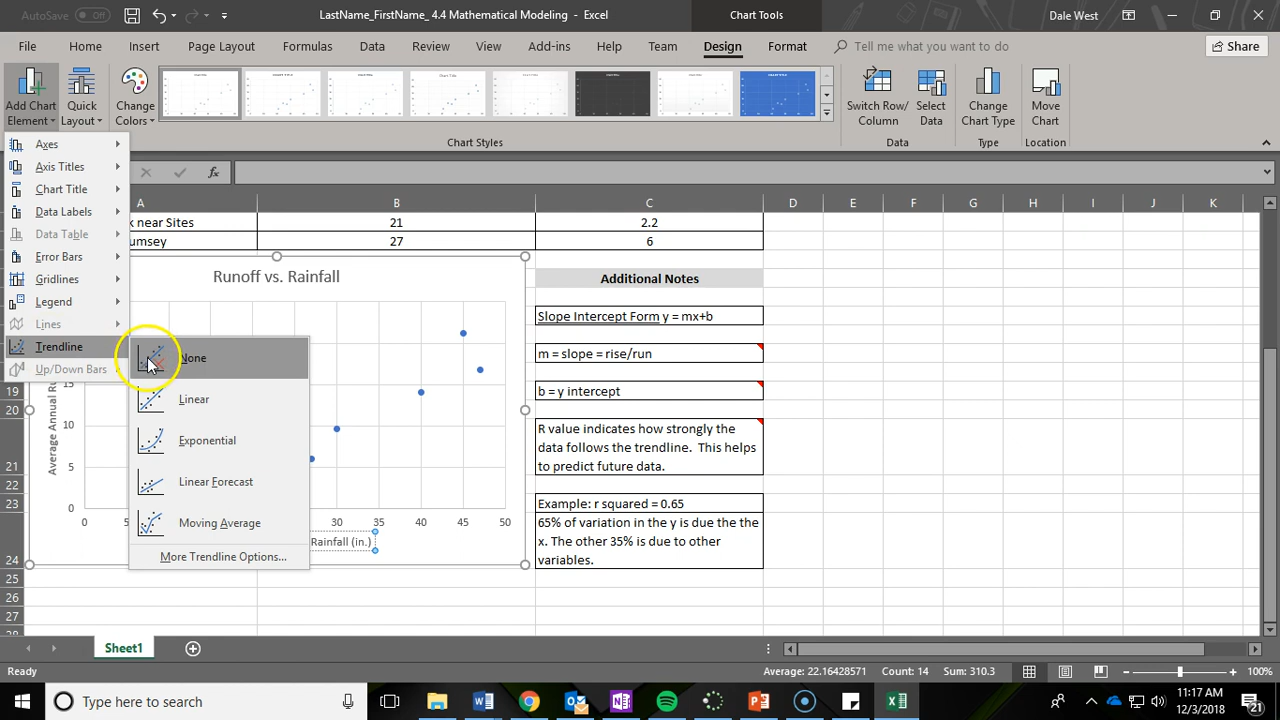 AutoSave Off
LastName_FirstName_ 4.4 Mathematical Modeling - Excel
Chart Tools
Dale West
File Home Insert Page Layout Formulas Data Review View Add-ins Help Team Design Format Tell me what you want to do Share
Add Chart Element
Quick Layout
Change Colors
Switch Row/ Column
Select Data
Change Chart Type
Move Chart
Chart Styles
Data
Type
Location
fx
Axes
Axis Titles
Chart Title
Data Labels
Data Table
Error Bars
Gridlines
Legend
Lines
Trendline
Up/Down Bars
None
Linear
Exponential
Linear Forecast
Moving Average
More Trendline Options...
A B C D E F G H I J K
k near Sites 21 2.2
umsey 27 6
Runoff vs. Rainfall
Average Annual Ru
15
10
5
0
0 5 30 35 40 45 50
Rainfall (in.)
Additional Notes
Slope Intercept Form y = mx+b
m = slope = rise/run
b = y intercept
R value indicates how strongly the
data follows the trendline. This helps
to predict future data.
Example: r squared = 0.65
65% of variation in the y is due the the
x. The other 35% is due to other
variables.
19
20
21
22
23
24
25
26
27
28
Sheet1
Ready
Average: 22.16428571 Count: 14 Sum: 310.3
100%
Type here to search
11:17 AM
12/3/2018
21